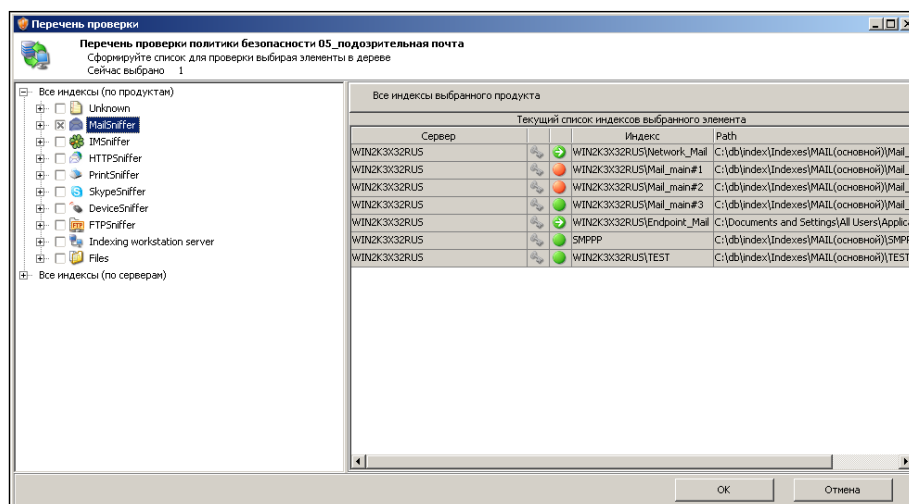 Перечень проверки
Перечень проверки политики безопасности 05_подозрительная почта
Сформируйте список для проверки выбирая элементы в дереве
Сейчас выбрано 1
Все индексы (по продуктам)
Unknown
MailSniffer
IMSniffer
HTTPSniffer
PrintSniffer
SkypeSniffer
DeviceSniffer
FTPSniffer
Indexing workstation server
Files
Все индексы (по серверам)
Все индексы выбранного продукта
Текущий список индексов выбранного элемента
Сервер Индекс Path
WIN2K3X32RUS WIN2K3X32RUS\Network_Mail C:\db\index\Indexes\MAIL(основной)\Mail_
WIN2K3X32RUS WIN2K3X32RUS\Mail_main#1 C:\db\index\Indexes\MAIL(основной)\Mail_
WIN2K3X32RUS WIN2K3X32RUS\Mail_main#2 C:\db\index\Indexes\MAIL(основной)\Mail_
WIN2K3X32RUS WIN2K3X32RUS\Mail_main#3 C:\db\index\Indexes\MAIL(основной)\Mail_
WIN2K3X32RUS WIN2K3X32RUS\Endpoint_Mail C:\Documents and Settings\All Users\Applica
WIN2K3X32RUS SMPPP C:\db\index\Indexes\MAIL(основной)\SMPP
WIN2K3X32RUS WIN2K3X32RUS\TEST C:\db\index\Indexes\MAIL(основной)\TEST
OK Отмена